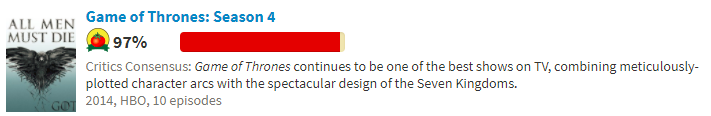 ALL MEN
MUST DIE
GOT
Game of Thrones: Season 4
97%
Critics Consensus: Game of Thrones continues to be one of the best shows on TV, combining meticulously-
plotted character arcs with the spectacular design of the Seven Kingdoms.
2014, HBO, 10 episodes